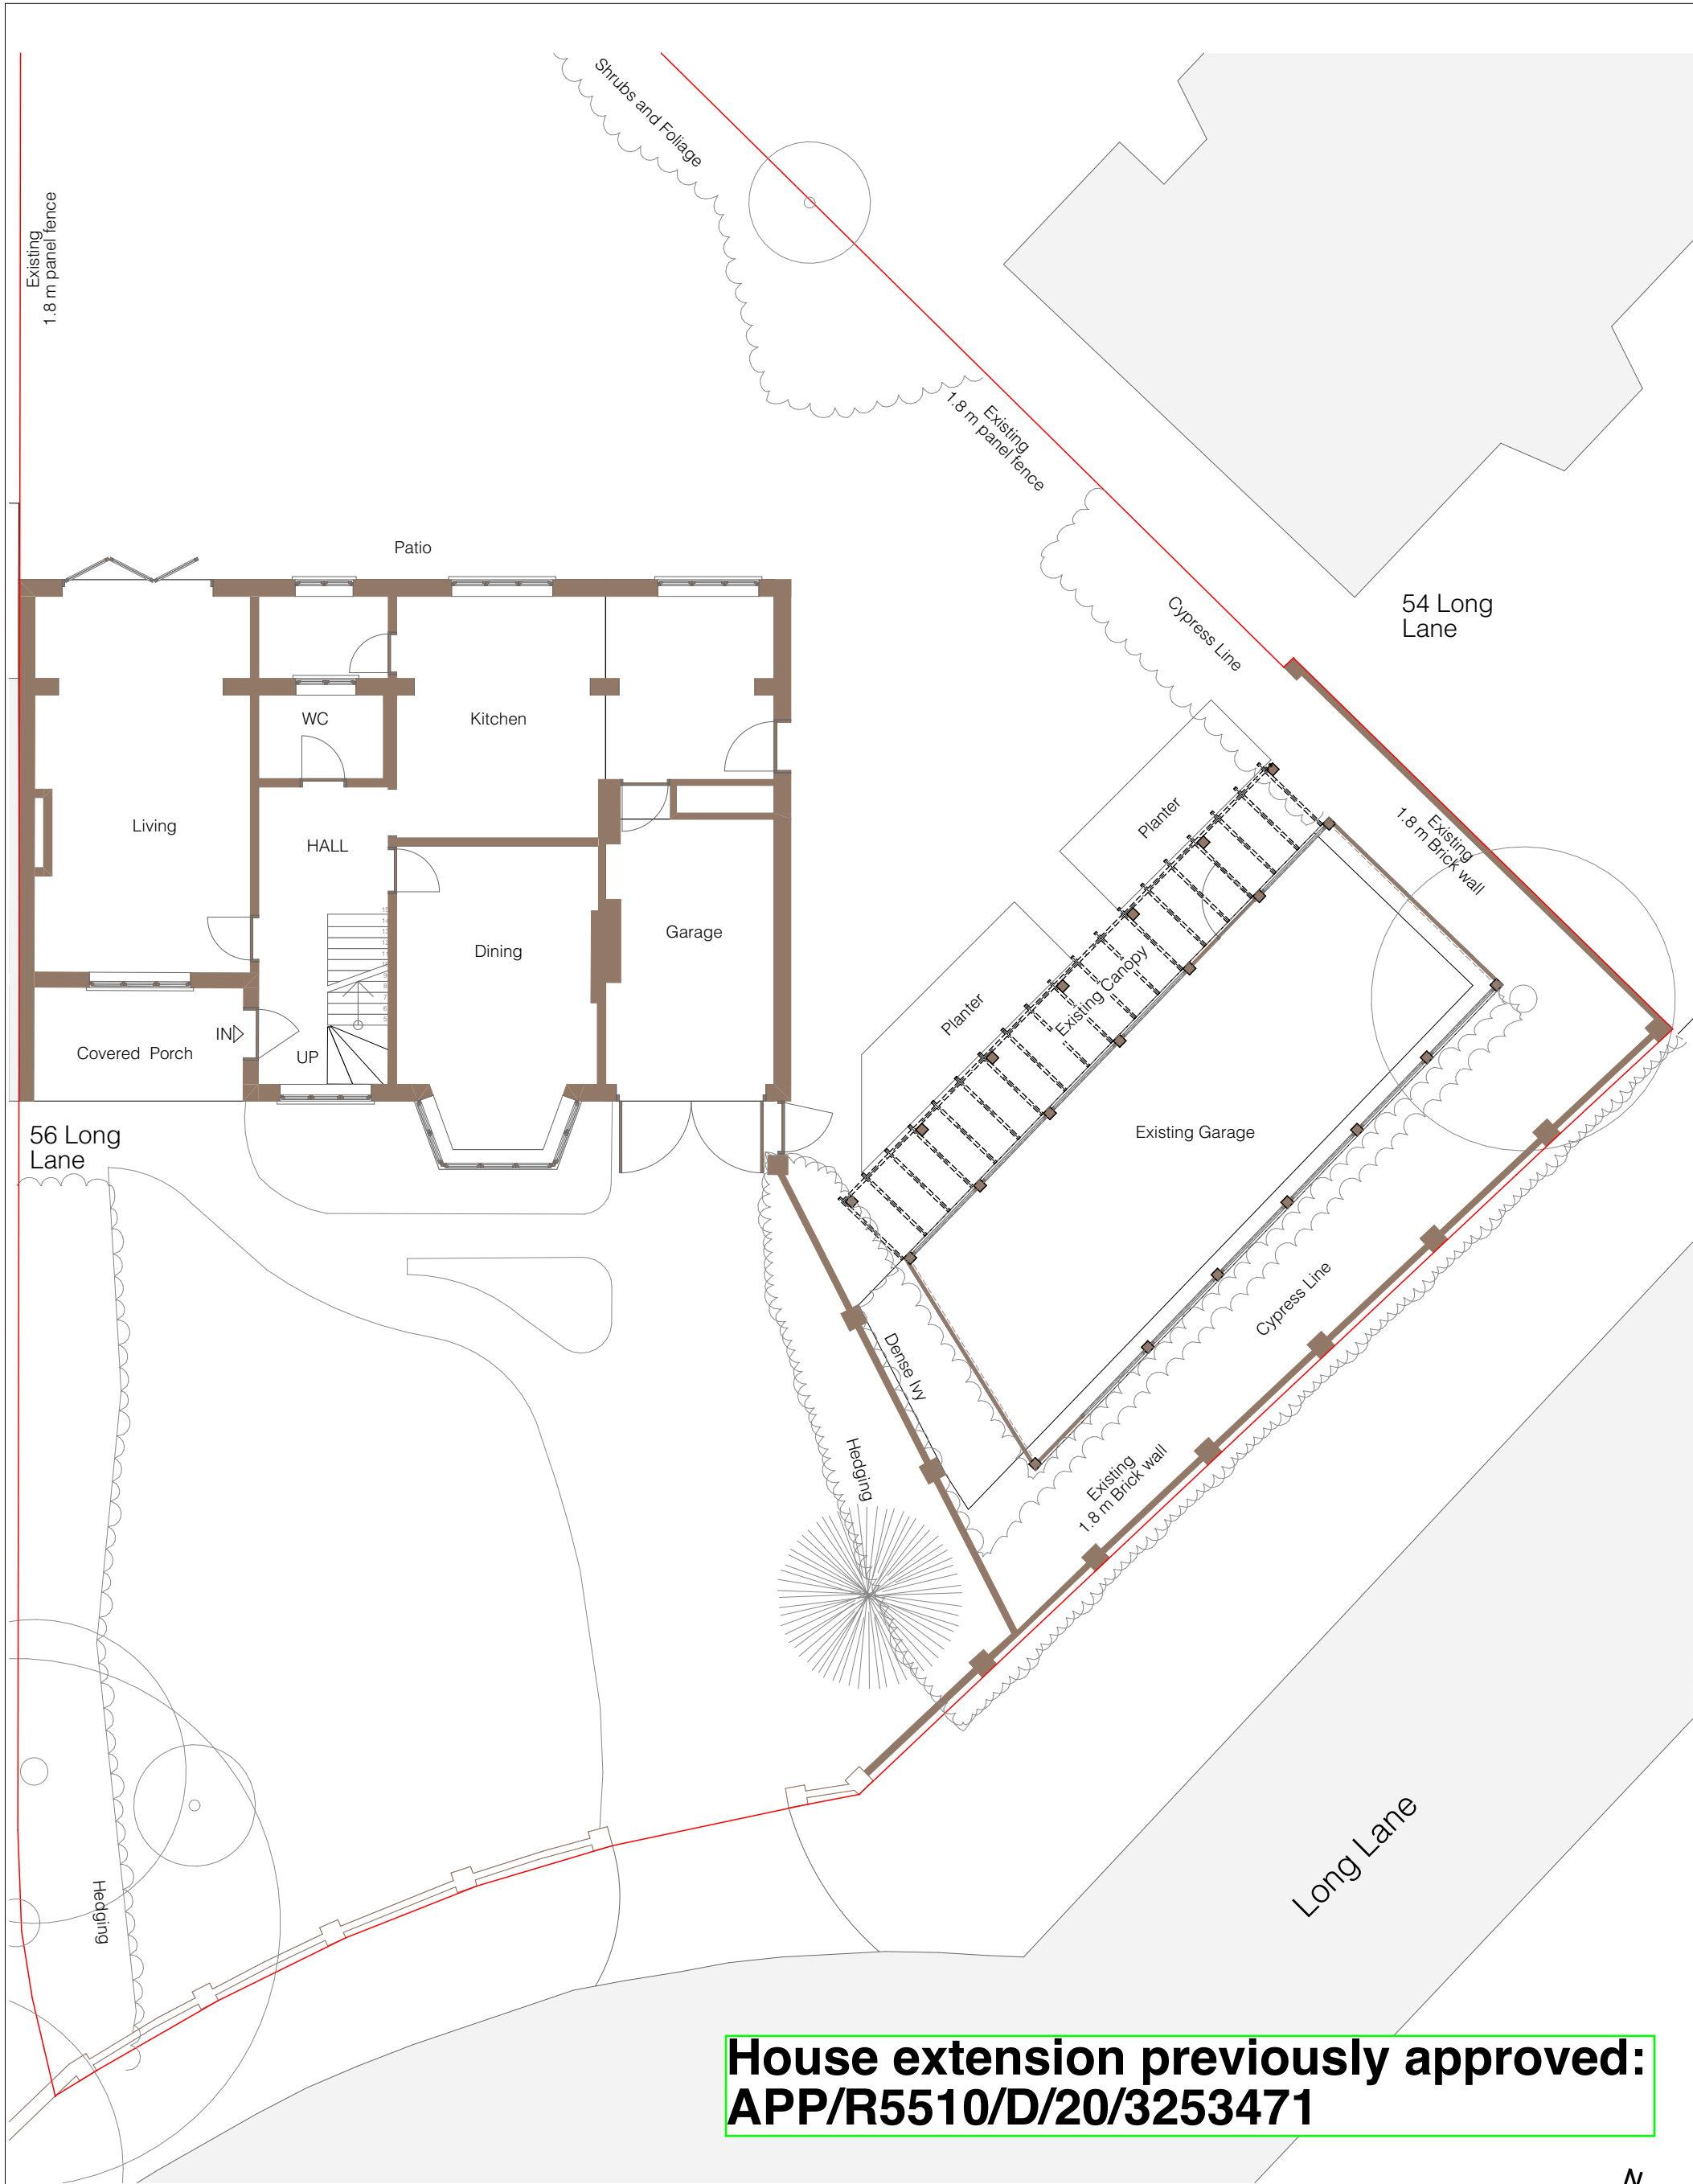 Shrubs and Foliage
Existing
1.8 m panel fence
Existing
1.8 m panel fence
Patio
54 Long
Lane
Cypress Line
WC
Kitchen
Planter
Existing
1.8 m Brick wall
Living
HALL
Garage
Dining
Existing Canopy
Planter
IN
Covered Porch
UP
56 Long
Lane
Existing Garage
Cypress Line
Dense Ivy
Hedging
Existing
1.8 m Brick wall
Long Lane
Hedging
House extension previously approved:
APP/R5510/D/20/3253471
N